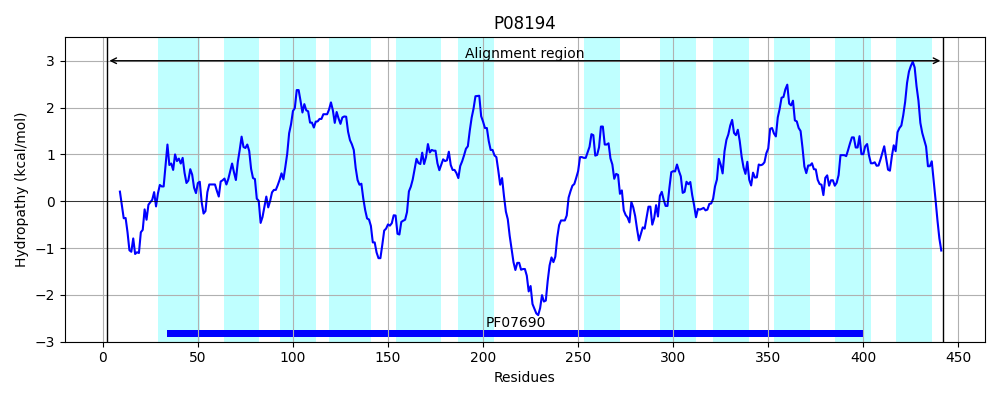 P08194
Alignment region
3
2
1
0
−1
−2
−3
Hydropathy (kcal/mol)
PF07690
0 50 100 150 200 250 300 350 400 450
Residues